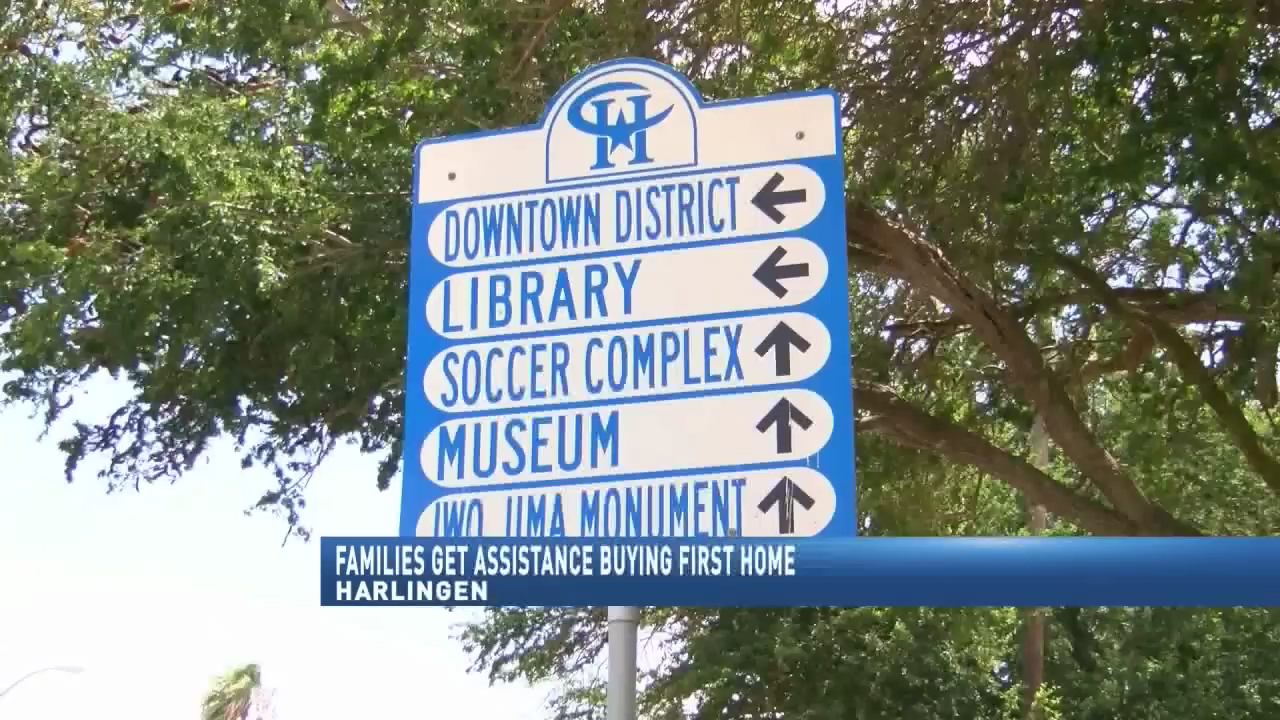 H
DOWNTOWN DISTRICT
LIBRARY
SOCCER COMPLEX
MUSEUM
IWO JIMA MONUMENT
FAMILIES GET ASSISTANCE BUYING FIRST HOME
HARLINGEN